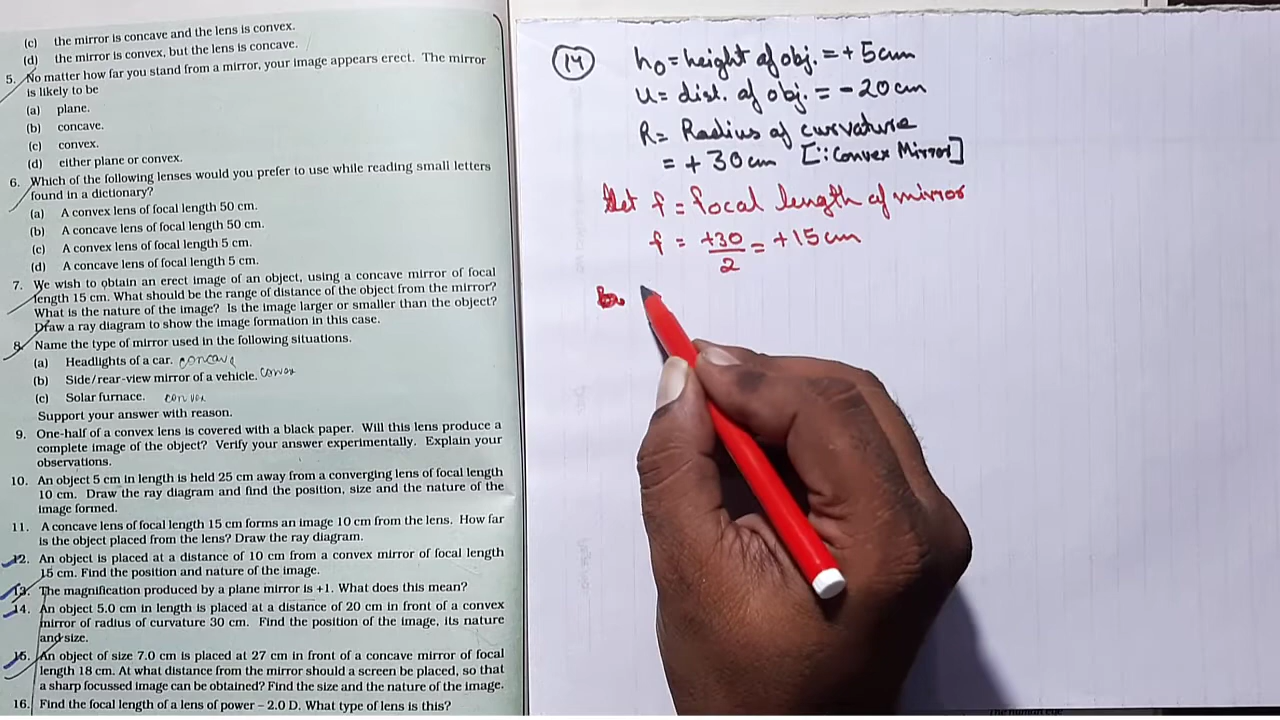 (c) the mirror is concave and the lens is convex.
(d) the mirror is convex, but the lens is concave.
5. No matter how far you stand from a mirror, your image appears erect. The mirror
is likely to be
(a) plane.
(b) concave.
(c) convex.
(d) either plane or convex.
6. Which of the following lenses would you prefer to use while reading small letters
found in a dictionary?
(a) A convex lens of focal length 50 cm.
(b) A concave lens of focal length 50 cm.
(c) A convex lens of focal length 5 cm.
(d) A concave lens of focal length 5 cm.
7. We wish to obtain an erect image of an object, using a concave mirror of focal
length 15 cm. What should be the range of distance of the object from the mirror?
What is the nature of the image? Is the image larger or smaller than the object?
Draw a ray diagram to show the image formation in this case.
8. Name the type of mirror used in the following situations.
(a) Headlights of a car. concave
(b) Side/rear-view mirror of a vehicle. convex
(c) Solar furnace. convex
Support your answer with reason.
9. One-half of a convex lens is covered with a black paper. Will this lens produce a
complete image of the object? Verify your answer experimentally. Explain your
observations.
10. An object 5 cm in length is held 25 cm away from a converging lens of focal length
10 cm. Draw the ray diagram and find the position, size and the nature of the
image formed.
11. A concave lens of focal length 15 cm forms an image 10 cm from the lens. How far
is the object placed from the lens? Draw the ray diagram.
12. An object is placed at a distance of 10 cm from a convex mirror of focal length
15 cm. Find the position and nature of the image.
13. The magnification produced by a plane mirror is +1. What does this mean?
14. An object 5.0 cm in length is placed at a distance of 20 cm in front of a convex
mirror of radius of curvature 30 cm. Find the position of the image, its nature
and size.
15. An object of size 7.0 cm is placed at 27 cm in front of a concave mirror of focal
length 18 cm. At what distance from the mirror should a screen be placed, so that
a sharp focussed image can be obtained? Find the size and the nature of the image.
16. Find the focal length of a lens of power – 2.0 D. What type of lens is this?
14 ho = height of obj. = +5cm
u = dist. of obj. = -20cm
R = Radius of curvature
= +30cm [∵ Convex Mirror]
Let f = focal length of mirror
f = +30/2 = +15cm